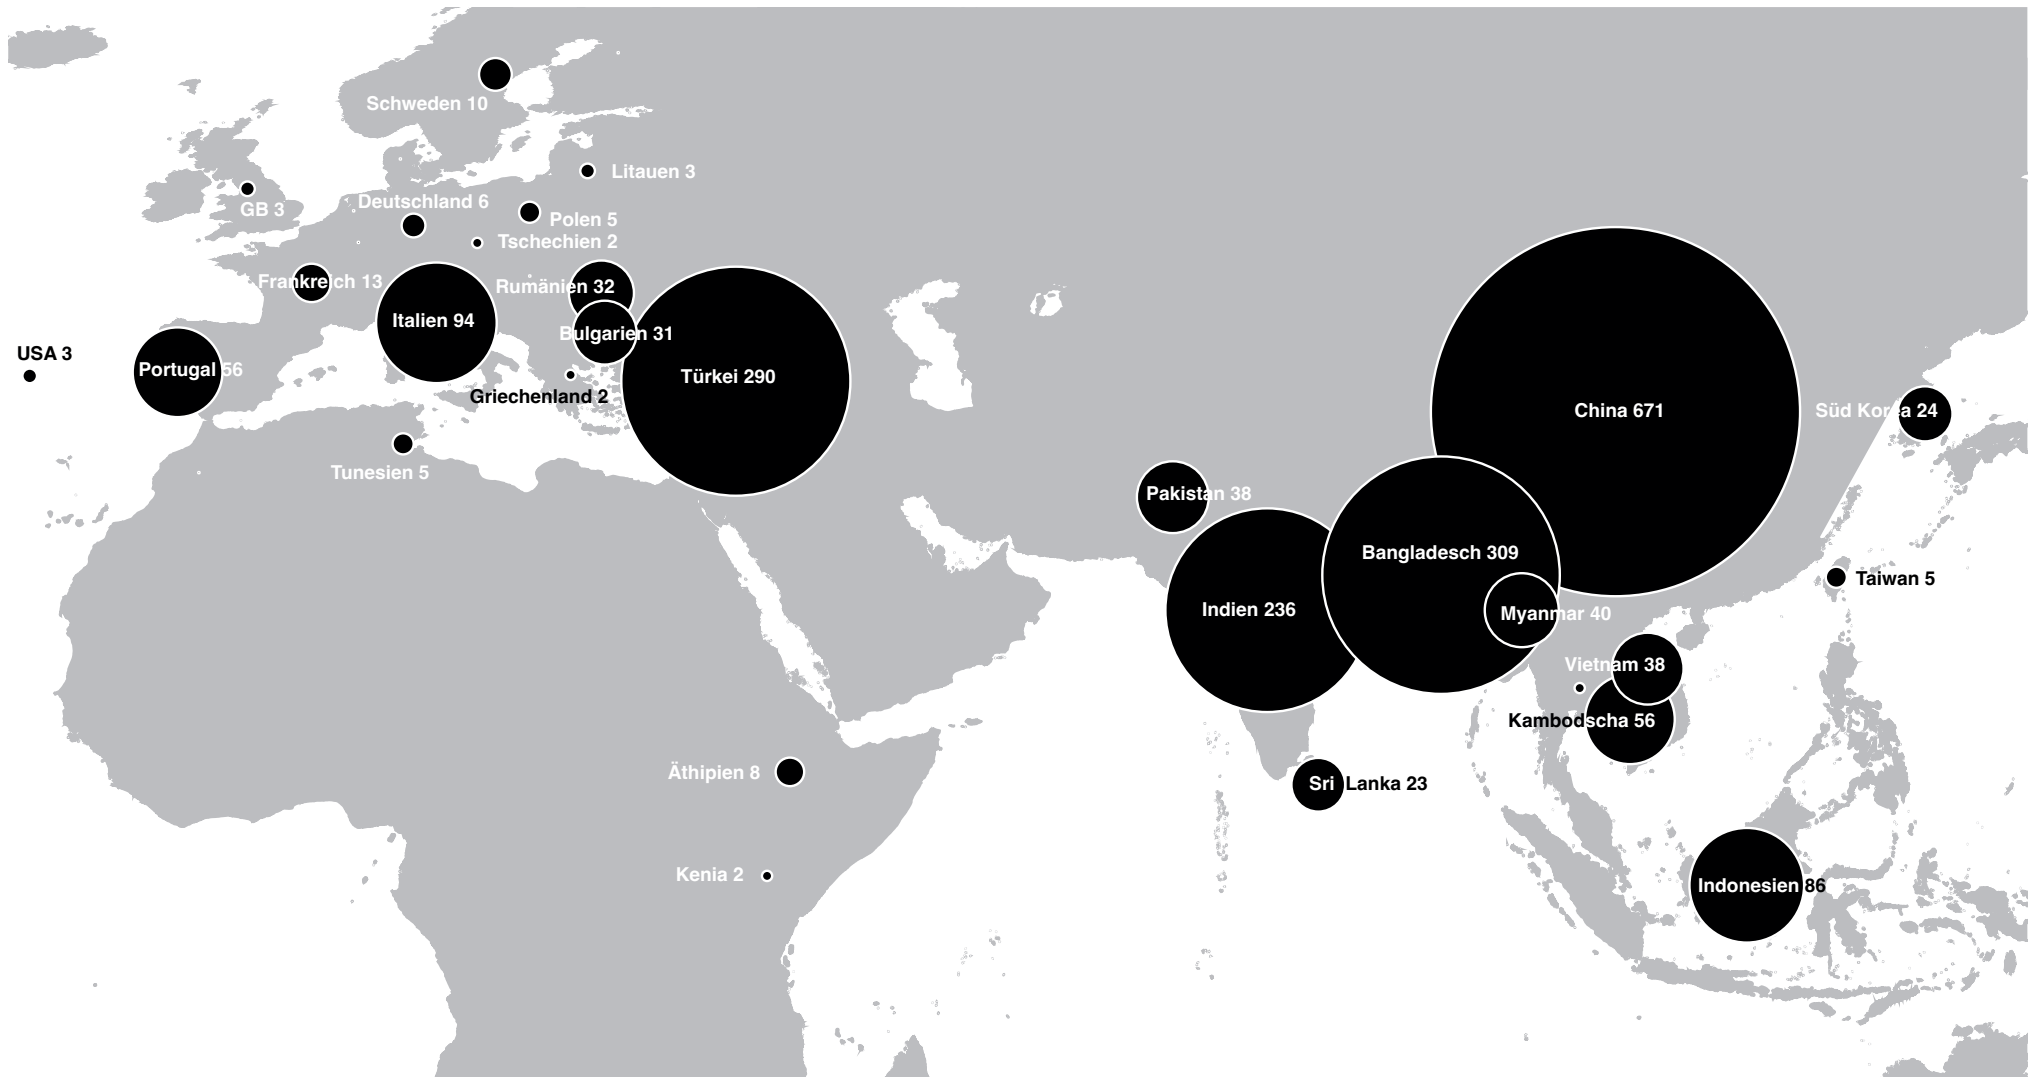 Schweden 10
Litauen 3
Deutschland 6
GB 3
Polen 5
Tschechien 2
Frankreich 13
Rumänien 32
Italien 94
Bulgarien 31
USA 3
Portugal 56
Türkei 290
Griechenland 2
China 671
Süd Korea 24
Tunesien 5
Pakistan 38
Bangladesch 309
Taiwan 5
Indien 236
Myanmar 40
Vietnam 38
Kambodscha 56
Äthipien 8
Sri Lanka 23
Kenia 2
Indonesien 86